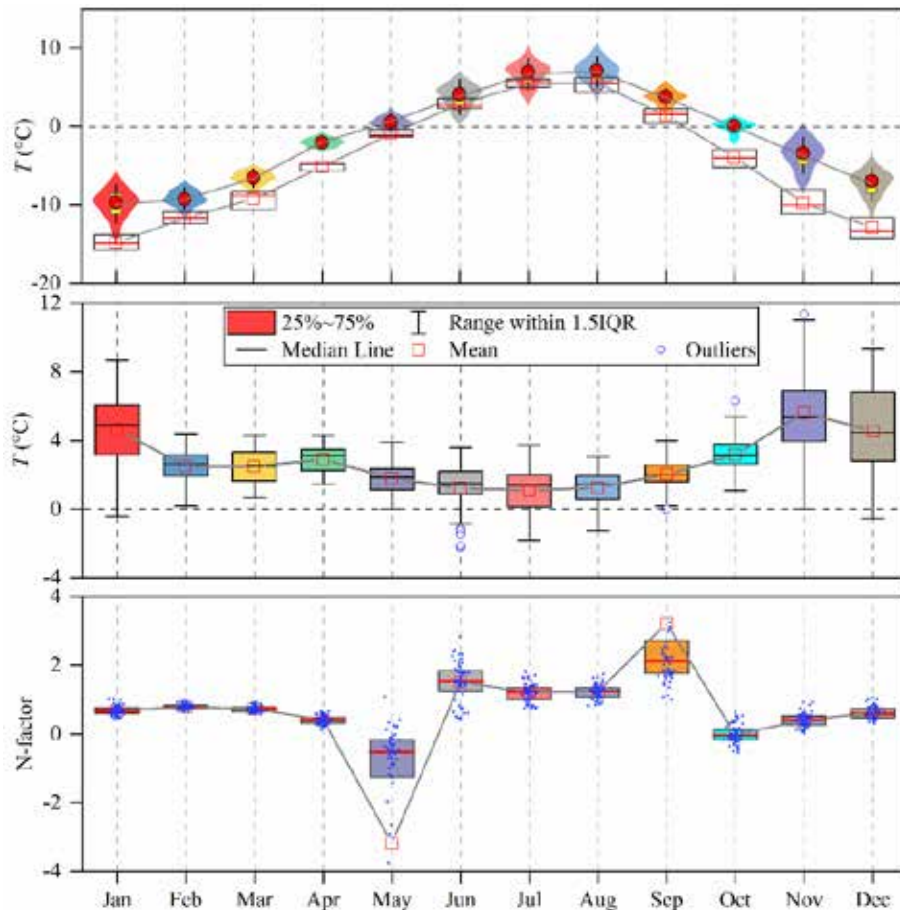 10
0
-10
-20
T (°C)
12
8
4
0
-4
T (°C)
25%~75%
Range within 1.5IQR
Median Line
Mean
Outliers
4
2
0
-2
-4
N-factor
Jan Feb Mar Apr May Jun Jul Aug Sep Oct Nov Dec